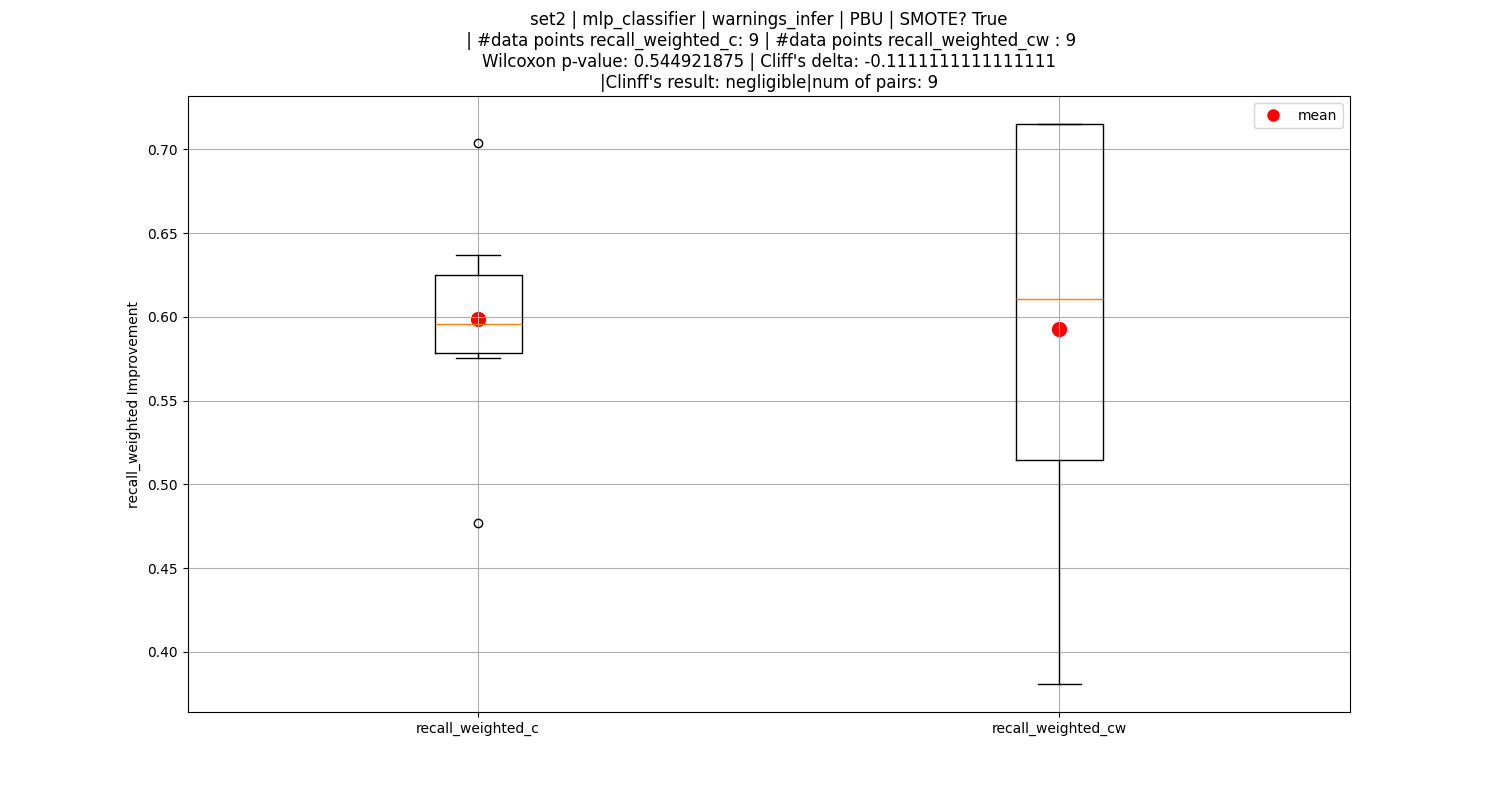 set2 | mlp_classifier | warnings_infer | PBU | SMOTE? True
| #data points recall_weighted_c: 9 | #data points recall_weighted_cw : 9
Wilcoxon p-value: 0.544921875 | Cliff's delta: -0.1111111111111111
|Clinff's result: negligible|num of pairs: 9
mean
0.70
0.65
0.60
0.55
0.50
0.45
0.40
recall_weighted Improvement
recall_weighted_c
recall_weighted_cw